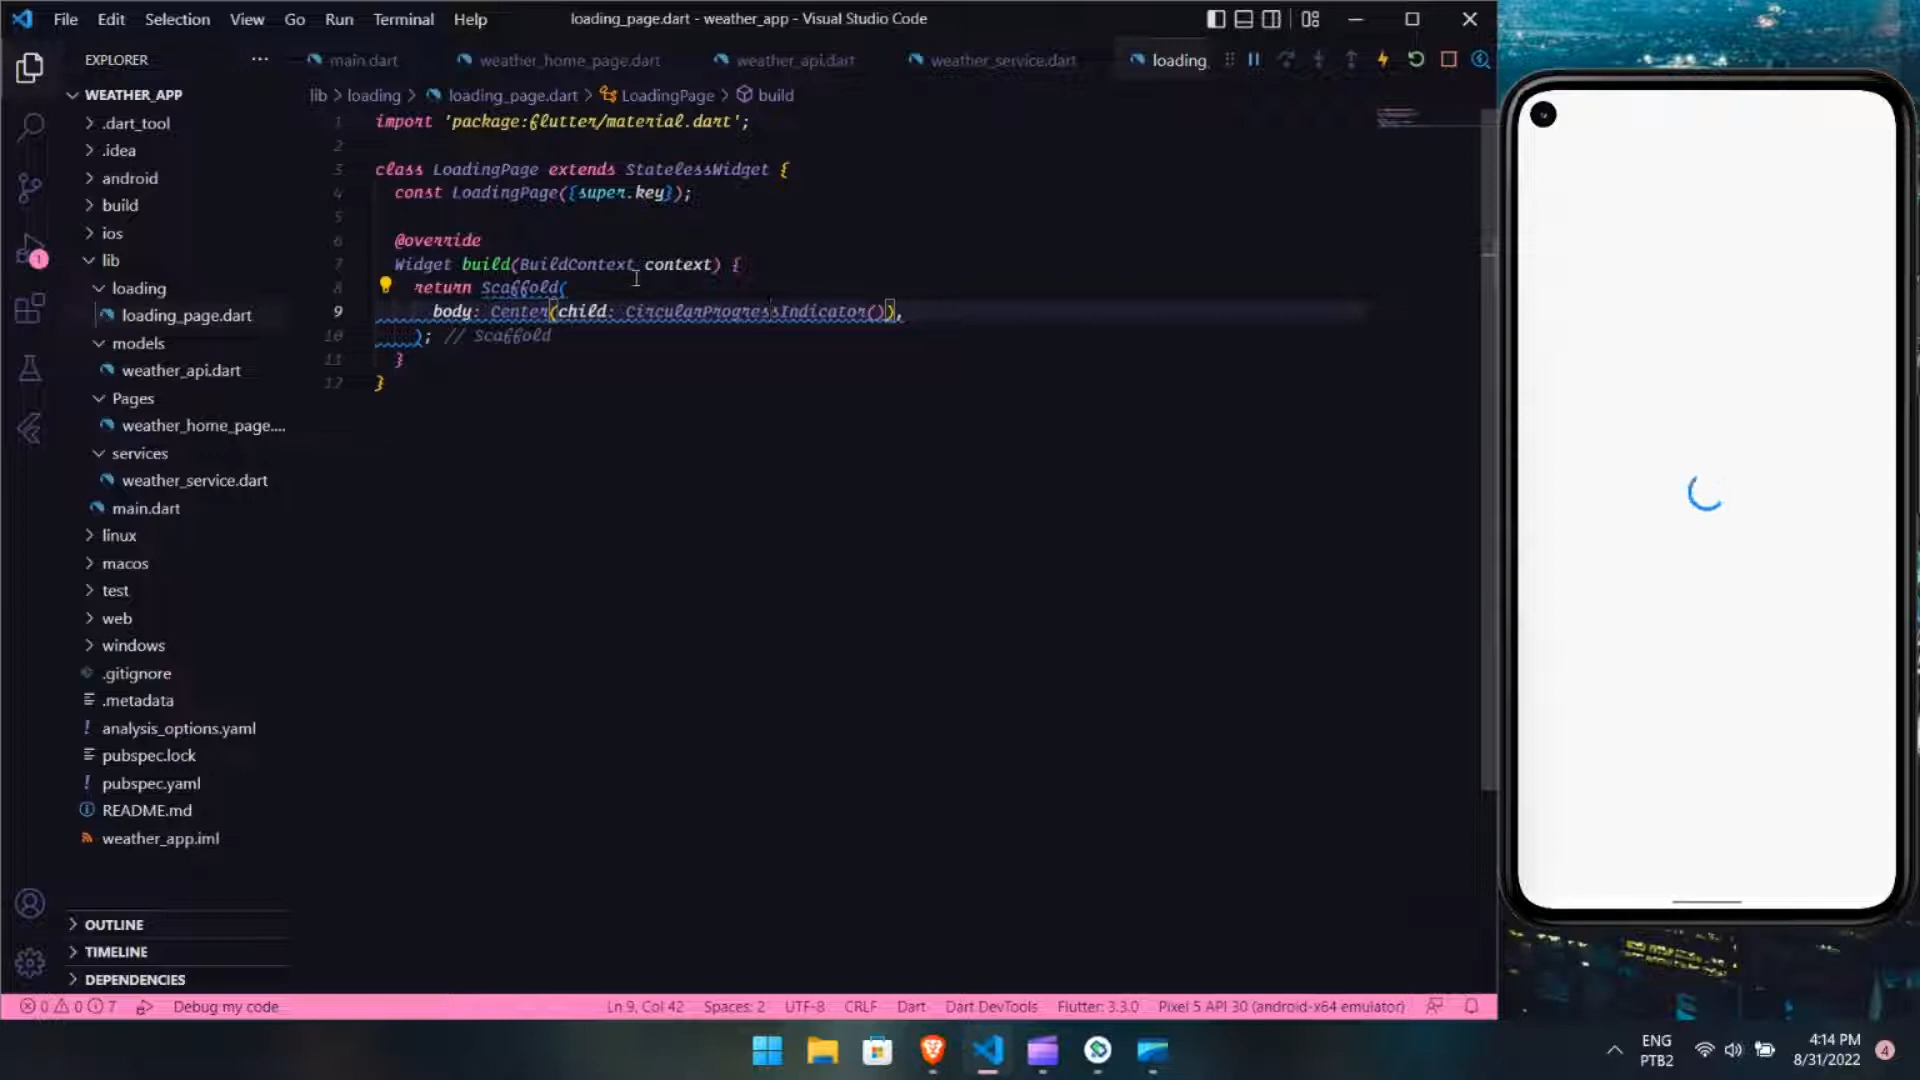 File Edit Selection View Go Run Terminal Help
loading_page.dart - weather_app - Visual Studio Code
EXPLORER
main.dart
weather_home_page.dart
weather_api.dart
weather_service.dart
loading
WEATHER_APP
.dart_tool
.idea
android
build
ios
lib
loading
loading_page.dart
models
weather_api.dart
Pages
weather_home_page....
services
weather_service.dart
main.dart
linux
macos
test
web
windows
.gitignore
.metadata
analysis_options.yaml
pubspec.lock
pubspec.yaml
README.md
weather_app.iml
OUTLINE
TIMELINE
DEPENDENCIES
lib > loading > loading_page.dart > LoadingPage > build
1 import 'package:flutter/material.dart';
2
3 class LoadingPage extends StatelessWidget {
4 const LoadingPage({super.key});
5
6 @override
7 Widget build(BuildContext context) {
8 return Scaffold(
9 body: Center(child: CircularProgressIndicator()),
10 ); // Scaffold
11 }
12 }
0 0 7 Debug my code
Ln 9, Col 42 Spaces: 2 UTF-8 CRLF Dart Dart DevTools Flutter: 3.3.0 Pixel 5 API 30 (android-x64 emulator)
1
ENG
PTB2
4:14 PM
8/31/2022
4